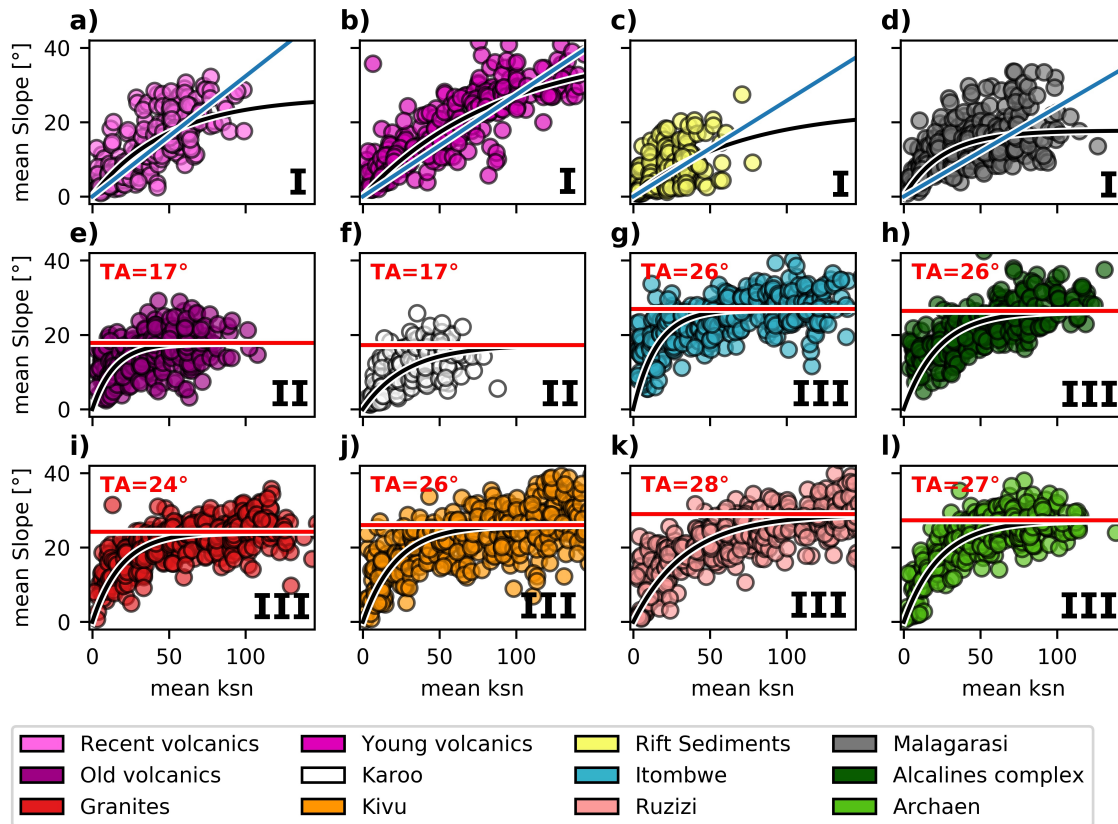 a) b) c) d)
40
20
0
mean Slope [°]
I I I I
e) f) g) h)
40
20
0
mean Slope [°]
TA=17° TA=17° TA=26° TA=26°
II II III III
i) j) k) l)
40
20
0
mean Slope [°]
TA=24° TA=26° TA=28° TA=27°
III III III III
0 50 100 0 50 100 0 50 100 0 50 100
mean ksn mean ksn mean ksn mean ksn
Recent volcanics Young volcanics Rift Sediments Malagarasi
Old volcanics Karoo Itombwe Alcalines complex
Granites Kivu Ruzizi Archaen